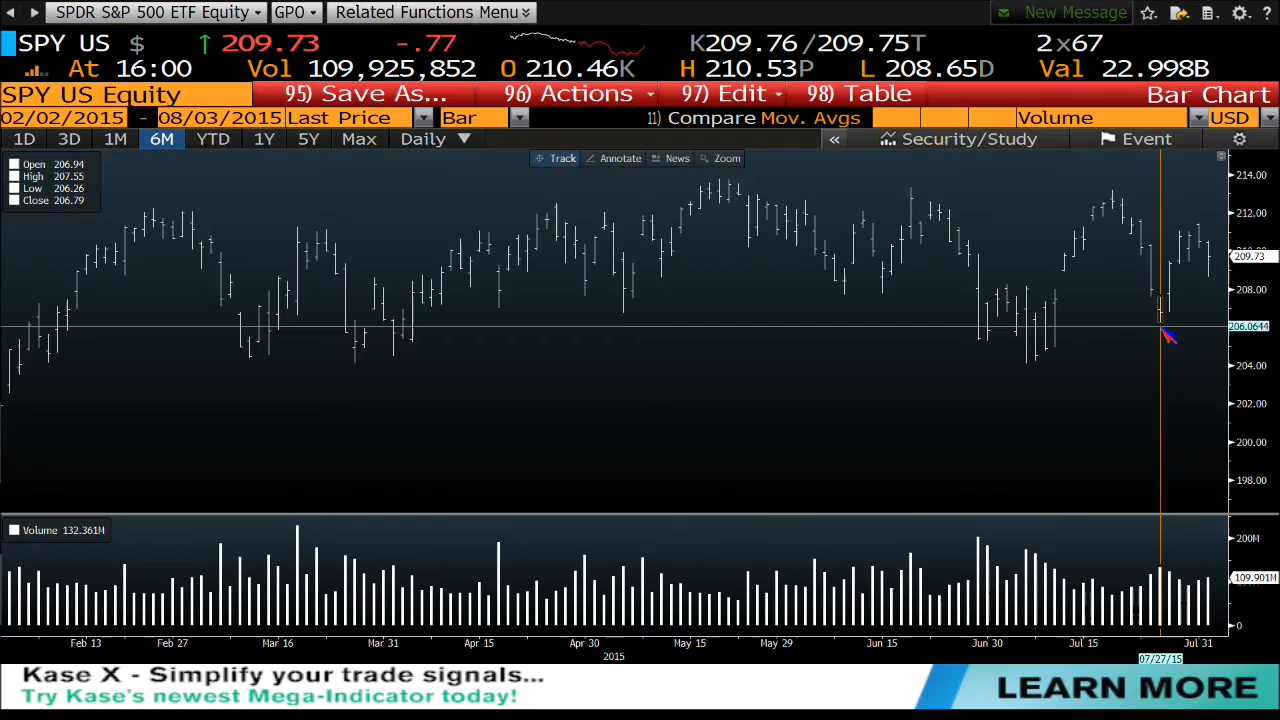 SPDR S&P 500 ETF Equity GPO Related Functions Menu New Message ?
SPY US $ ↑ 209.73 -.77 K209.76/209.75T 2x67
At 16:00 Vol 109,925,852 O 210.46K H 210.53P L 208.65D Val 22.998B
SPY US Equity 95) Save As... 96) Actions 97) Edit 98) Table Bar Chart
02/02/2015 - 08/03/2015 Last Price Bar 11) Compare Mov. Avgs Volume USD
1D 3D 1M 6M YTD 1Y 5Y Max Daily ▼ « Security/Study Event
Track Annotate News Zoom
Open 206.94
High 207.55
Low 206.26
Close 206.79
214.00
212.00
209.73
208.00
206.0644
204.00
202.00
200.00
198.00
Volume 132.361M
200M
109.901M
0
Feb 13 Feb 27 Mar 16 Mar 31 Apr 15 Apr 30 May 15 May 29 Jun 15 Jun 30 Jul 15 Jul 31
2015
07/27/15
Kase X - Simplify your trade signals...
Try Kase's newest Mega-Indicator today!
LEARN MORE